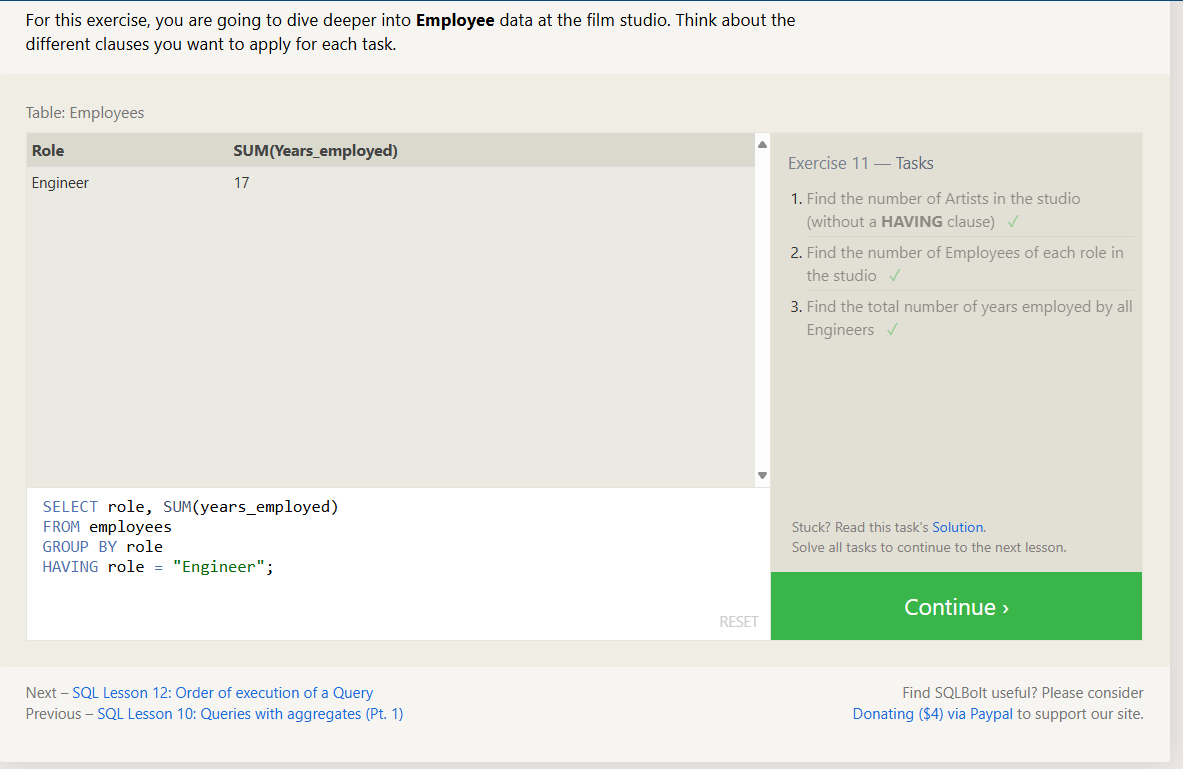 For this exercise, you are going to dive deeper into Employee data at the film studio. Think about the
different clauses you want to apply for each task.
Table: Employees
Role SUM(Years_employed)
Engineer 17
SELECT role, SUM(years_employed)
FROM employees
GROUP BY role
HAVING role = "Engineer";
RESET
Exercise 11 — Tasks
1. Find the number of Artists in the studio
(without a HAVING clause) ✓
2. Find the number of Employees of each role in
the studio ✓
3. Find the total number of years employed by all
Engineers ✓
Stuck? Read this task's Solution.
Solve all tasks to continue to the next lesson.
Continue ›
Next – SQL Lesson 12: Order of execution of a Query
Previous – SQL Lesson 10: Queries with aggregates (Pt. 1)
Find SQLBolt useful? Please consider
Donating ($4) via Paypal to support our site.